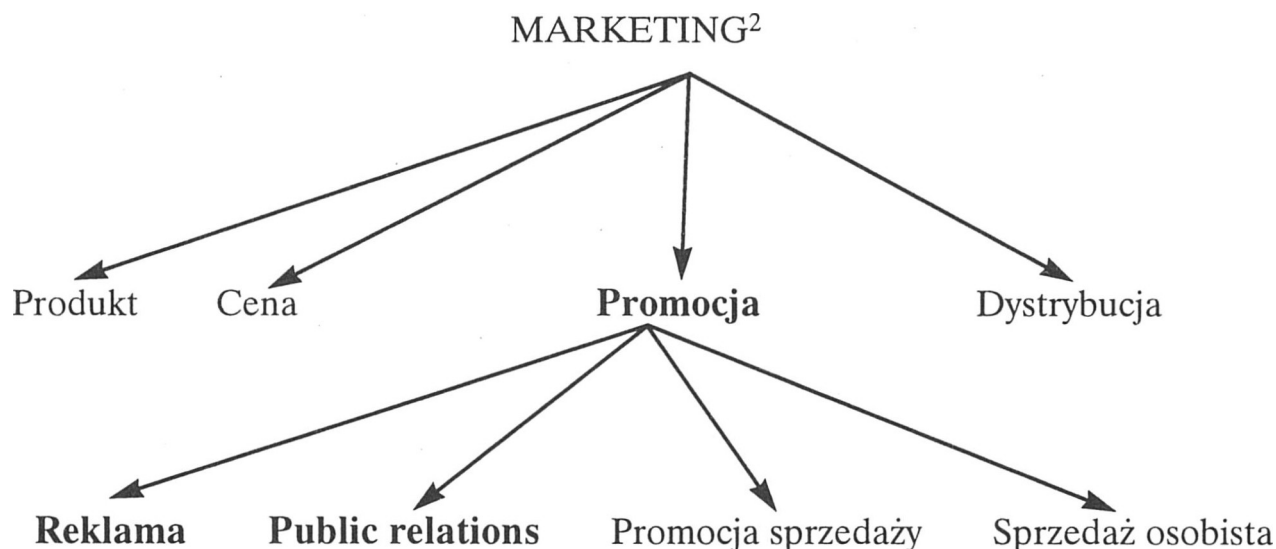 MARKETING²
Produkt Cena Promocja Dystrybucja
Reklama Public relations Promocja sprzedaży Sprzedaż osobista